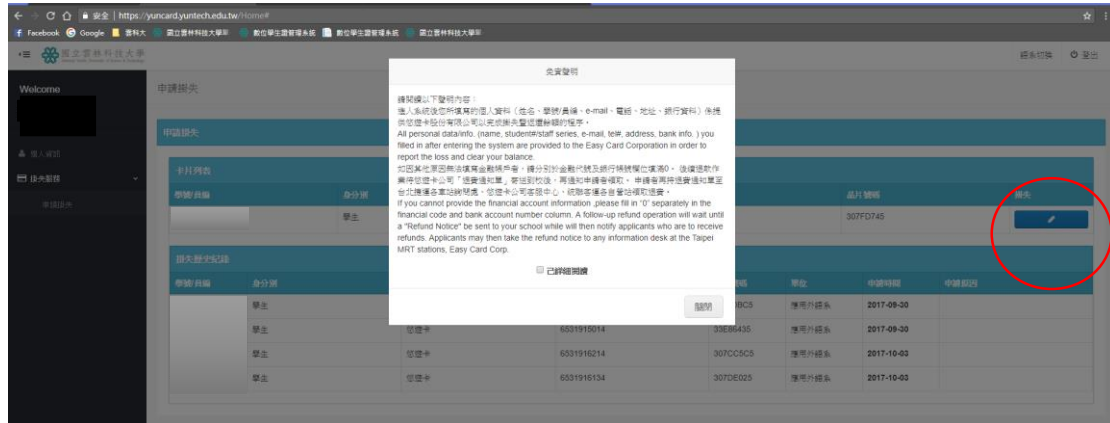 安全 | https://yuncard.yuntech.edu.tw/Home#
Facebook Google 雲科大 國立雲林科技大學 數位學生證管理系統 數位學生證管理系統 國立雲林科技大學
國立雲林科技大學
登出
Welcome
申請掛失
免責聲明
請閱讀以下聲明內容:
進入系統後您所填寫的個人資料(姓名、學號/員編、e-mail、電話、地址、銀行資料)係提
供悠遊卡股份有限公司以完成掛失暨返還餘額的程序。
All personal data/info. (name, student#/staff series, e-mail, tel#, address, bank info. ) you
filled in after entering the system are provided to the Easy Card Corporation in order to
report the loss and clear your balance.
如因其他原因無法填寫金融帳戶者,請分別於金融代號及銀行帳號欄位填滿0。後續退款作
業待悠遊卡公司「退費通知單」寄送到校後,再通知申請者領取。申請者再持退費通知單至
台北捷運各車站詢問處、悠遊卡公司客服中心、統聯客運各自營站領取退費。
If you cannot provide the financial account information ,please fill in "0" separately in the
financial code and bank account number column. A follow-up refund operation will wait until
a "Refund Notice" be sent to your school while will then notify applicants who are to receive
refunds. Applicants may then take the refund notice to any information desk at the Taipei
MRT stations, Easy Card Corp.
已詳細閱讀
關閉
申請掛失
個人資訊
掛失服務
申請掛失
卡片列表
學號/員編 身分別 晶片號碼 掛失
學生 307FD745
掛失歷史紀錄
學號/員編 身分別 單位 申請時間 申請原因
學生 應用外語系 2017-09-30
學生 悠遊卡 6531915014 33E86435 應用外語系 2017-09-30
學生 悠遊卡 6531916214 307CC5C5 應用外語系 2017-10-03
學生 悠遊卡 6531916134 307DE025 應用外語系 2017-10-03